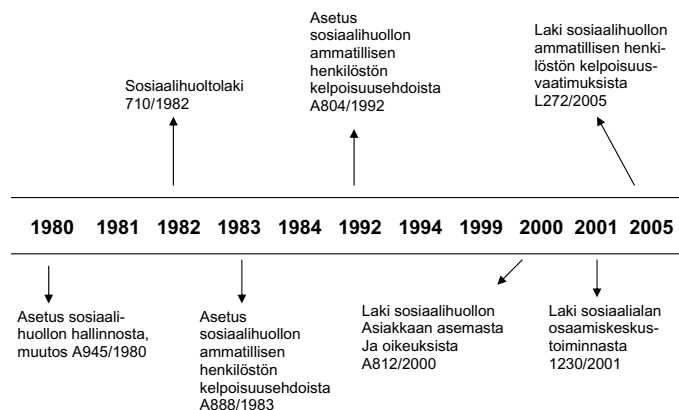 Sosiaalihuoltolaki
710/1982
Asetus
sosiaalihuollon
ammatillisen
henkilöstön
kelpoisuusehdoista
A804/1992
Laki sosiaalihuollon
ammatillisen henki-
löstön kelpoisuus-
vaatimuksista
L272/2005
1980 1981 1982 1983 1984 1992 1994 1999 2000 2001 2005
Asetus sosiaali-
huollon hallinnosta,
muutos A945/1980
Asetus
sosiaalihuollon
ammatillisen
henkilöstön
kelpoisuusehdoista
A888/1983
Laki sosiaalihuollon
Asiakkaan asemasta
Ja oikeuksista
A812/2000
Laki sosiaalialan
osaamiskeskus-
toiminnasta
1230/2001